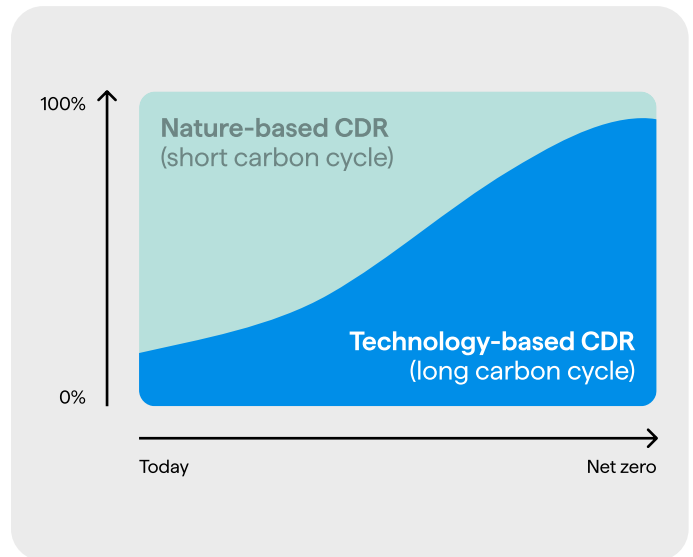 100%
Nature-based CDR
(short carbon cycle)
Technology-based CDR
(long carbon cycle)
0%
Today
Net zero